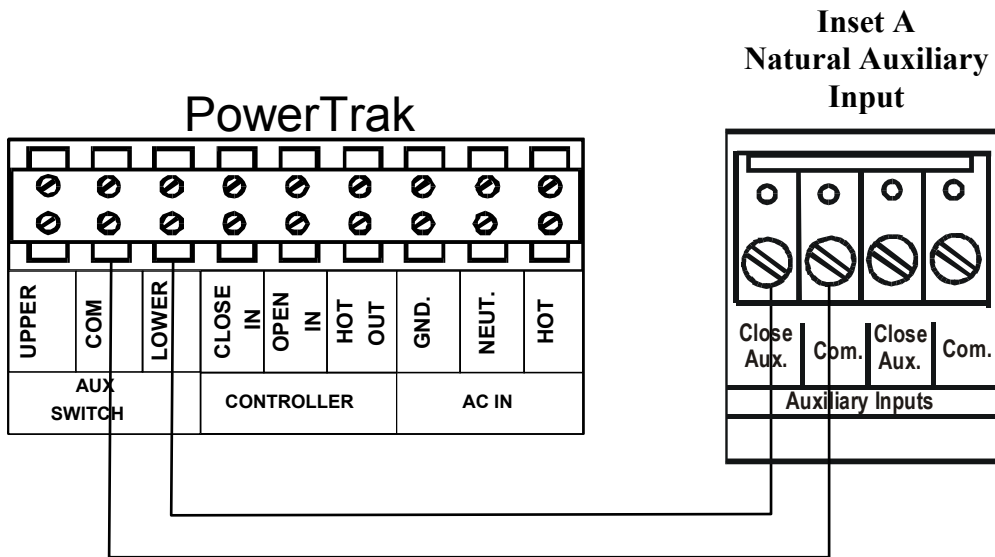 Inset A
Natural Auxiliary
Input
PowerTrak
UPPER
COM
LOWER
CLOSE
IN
OPEN
IN
HOT
OUT
GND.
NEUT.
HOT
AUX
SWITCH
CONTROLLER
AC IN
Close
Aux.
Com.
Close
Aux.
Com.
Auxiliary Inputs